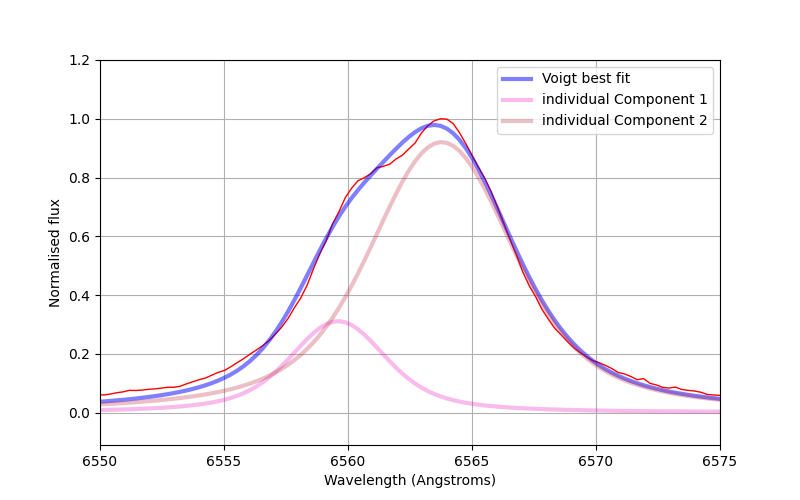 1.2
Voigt best fit
individual Component 1
individual Component 2
1.0
0.8
0.6
0.4
0.2
0.0
Normalised flux
6550 6555 6560 6565 6570 6575
Wavelength (Angstroms)